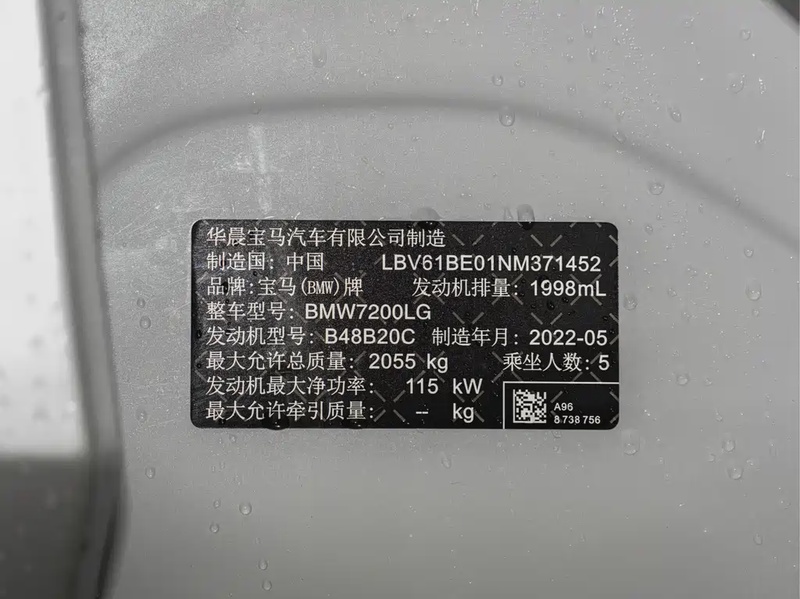 华晨宝马汽车有限公司制造
制造国：中国 LBV61BE01NM371452
品牌：宝马(BMW)牌 发动机排量：1998mL
整车型号：BMW7200LG
发动机型号：B48B20C 制造年月：2022-05
最大允许总质量：2055 kg 乘坐人数：5
发动机最大净功率： 115 kW
最大允许牵引质量： -- kg
A96
8 738 756